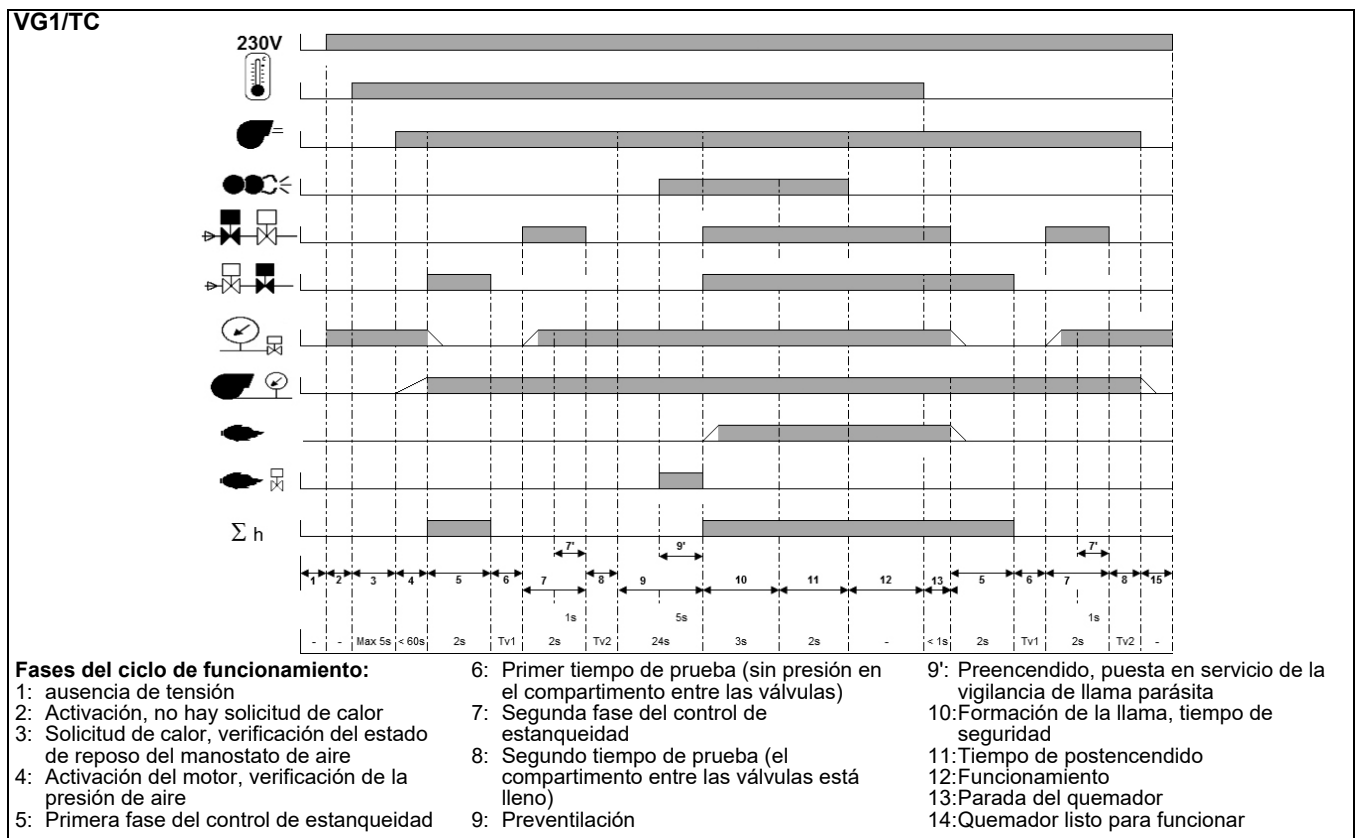 VG1/TC
230V
Σ h
7' 9' 7'
1 2 3 4 5 6 7 8 9 10 11 12 13 5 6 7 8 15
1s 5s 1s
- - Max 5s < 60s 2s Tv1 2s Tv2 24s 3s 2s - < 1s 2s Tv1 2s Tv2 -
Fases del ciclo de funcionamiento:
1: ausencia de tensión
2: Activación, no hay solicitud de calor
3: Solicitud de calor, verificación del estado
de reposo del manostato de aire
4: Activación del motor, verificación de la
presión de aire
5: Primera fase del control de estanqueidad
6: Primer tiempo de prueba (sin presión en
el compartimento entre las válvulas)
7: Segunda fase del control de
estanqueidad
8: Segundo tiempo de prueba (el
compartimento entre las válvulas está
lleno)
9: Preventilación
9': Preencendido, puesta en servicio de la
vigilancia de llama parásita
10:Formación de la llama, tiempo de
seguridad
11:Tiempo de postencendido
12:Funcionamiento
13:Parada del quemador
14:Quemador listo para funcionar